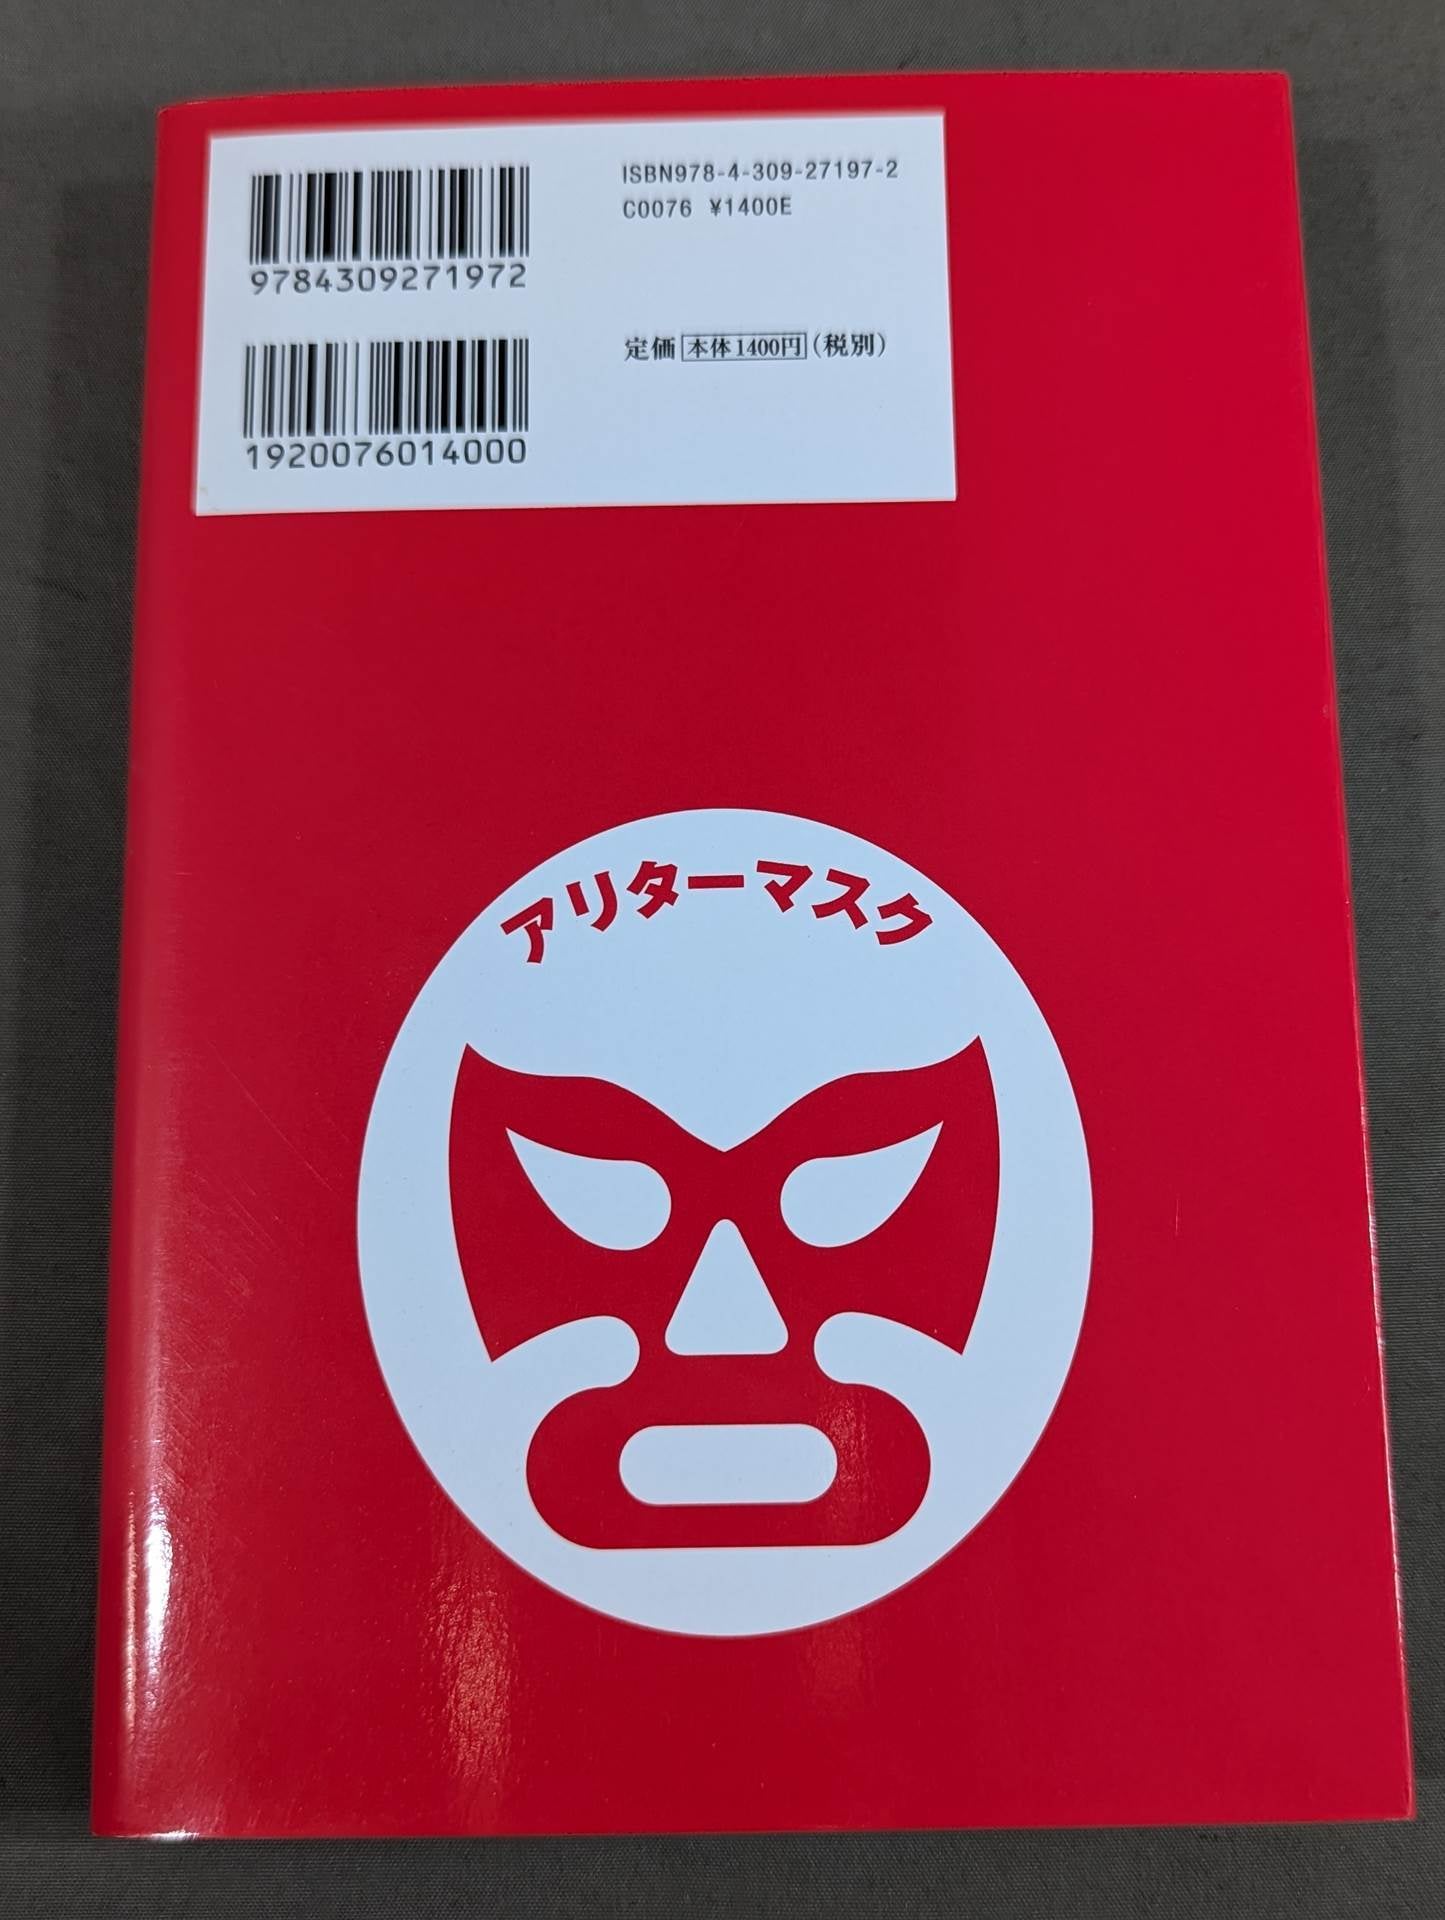 ISBN978-4-309-27197-2
C0076 ¥1400E
9784309271972
定価 本体1400円 (税別)
1920076014000
アリターマスク